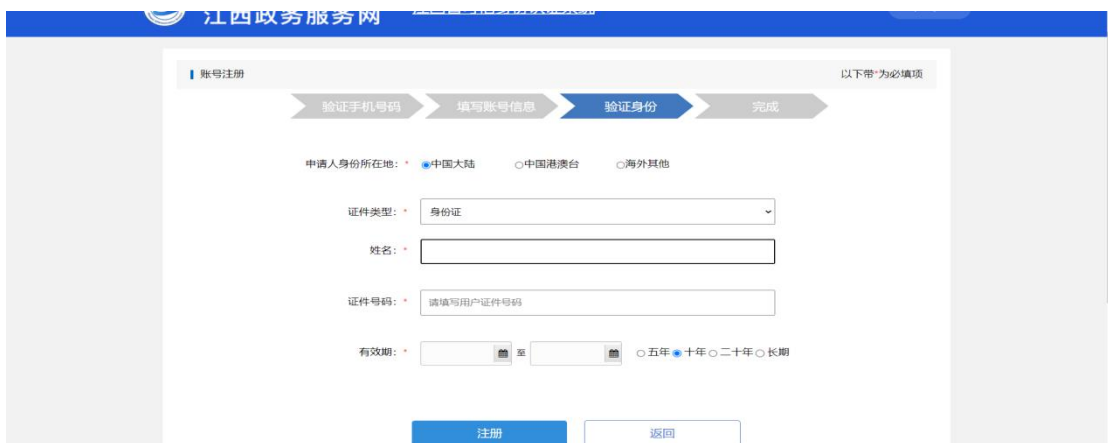 江西政务服务网
账号注册 以下带*为必填项
验证手机号码 填写账号信息 验证身份 完成
申请人身份所在地: * 中国大陆 中国港澳台 海外其他
证件类型: * 身份证
姓名: *
证件号码: * 请填写用户证件号码
有效期: * 至 五年 十年 二十年 长期
注册 返回